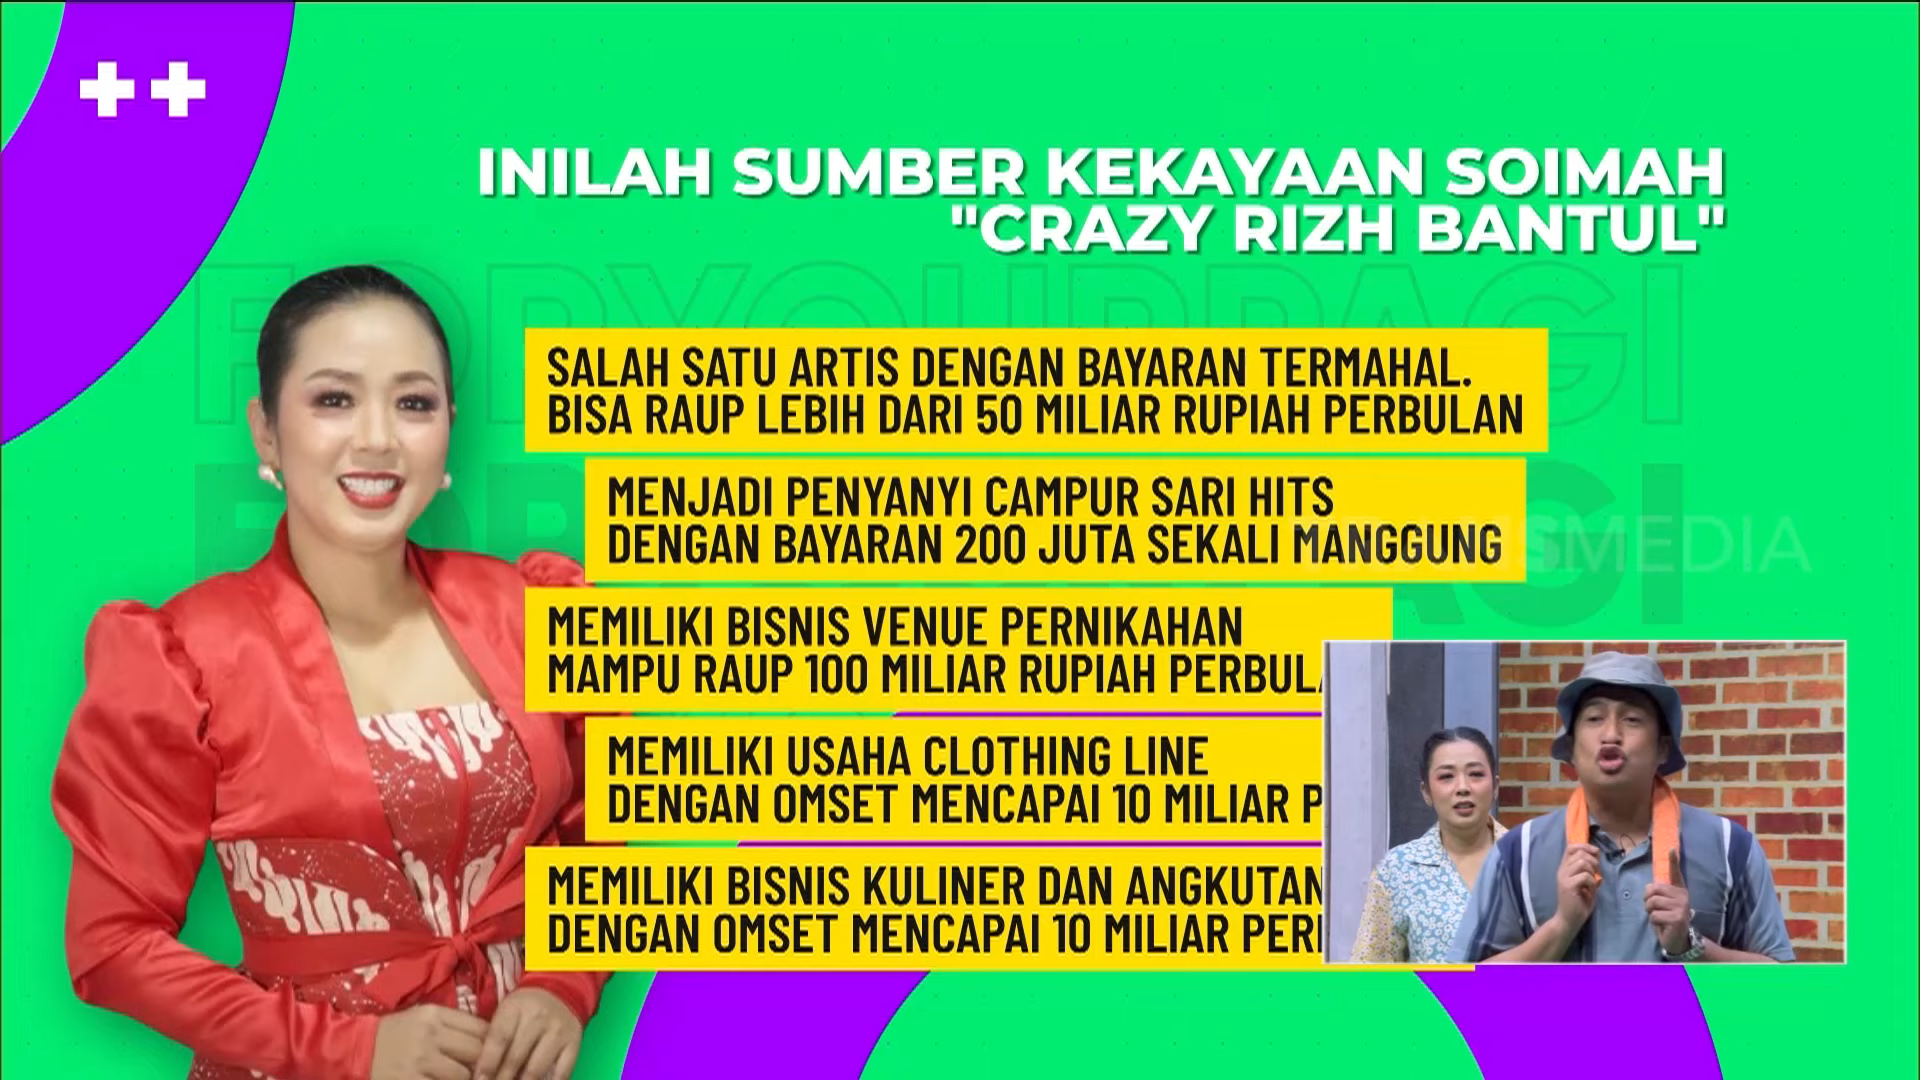 INILAH SUMBER KEKAYAAN SOIMAH
"CRAZY RIZH BANTUL"
FORYOURPAGI
SALAH SATU ARTIS DENGAN BAYARAN TERMAHAL.
BISA RAUP LEBIH DARI 50 MILIAR RUPIAH PERBULAN
MENJADI PENYANYI CAMPUR SARI HITS
DENGAN BAYARAN 200 JUTA SEKALI MANGGUNG
TRANSMEDIA
MEMILIKI BISNIS VENUE PERNIKAHAN
MAMPU RAUP 100 MILIAR RUPIAH
MEMILIKI USAHA CLOTHING LINE
DENGAN OMSET MENCAPAI 10 MILIAR
MEMILIKI BISNIS KULINER DAN ANGKUTAN
DENGAN OMSET MENCAPAI 10 MILIAR